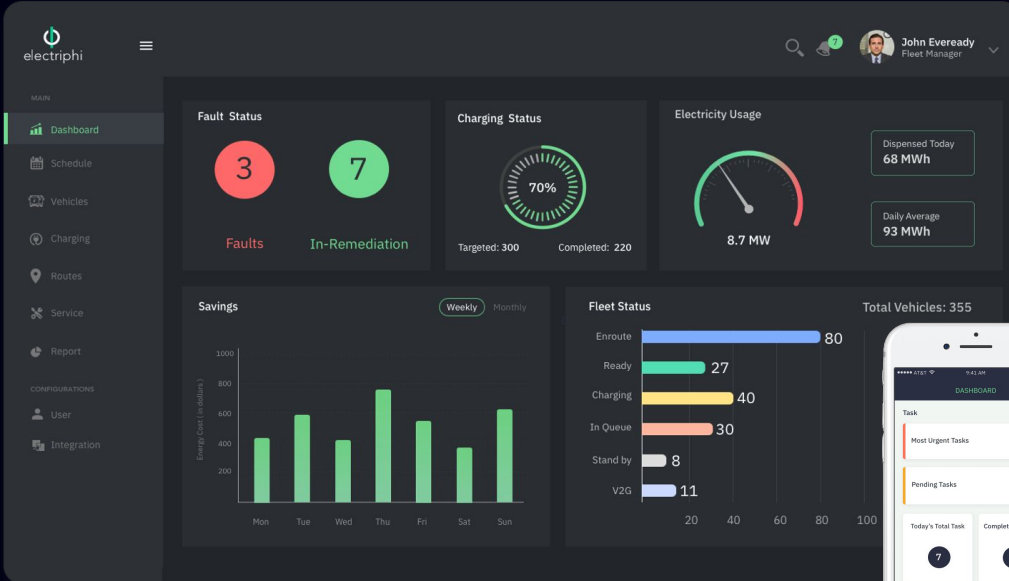 electriphi
7
John Eveready
Fleet Manager
MAIN
Dashboard
Schedule
Vehicles
Charging
Routes
Service
Report
CONFIGURATIONS
User
Integration
Fault Status
3
7
Faults
In-Remediation
Charging Status
70%
Targeted: 300
Completed: 220
Electricity Usage
8.7 MW
Dispensed Today
68 MWh
Daily Average
93 MWh
Savings
Weekly
Monthly
Energy Cost ( in dollars )
1000
800
600
400
200
Mon Tue Wed Thu Fri Sat Sun
Fleet Status
Total Vehicles: 355
Enroute 80
Ready 27
Charging 40
In Queue 30
Stand by 8
V2G 11
20 40 60 80 100
AT&T 9:41 AM
DASHBOARD
Task
Most Urgent Tasks
Pending Tasks
Today's Total Task
Complet
7